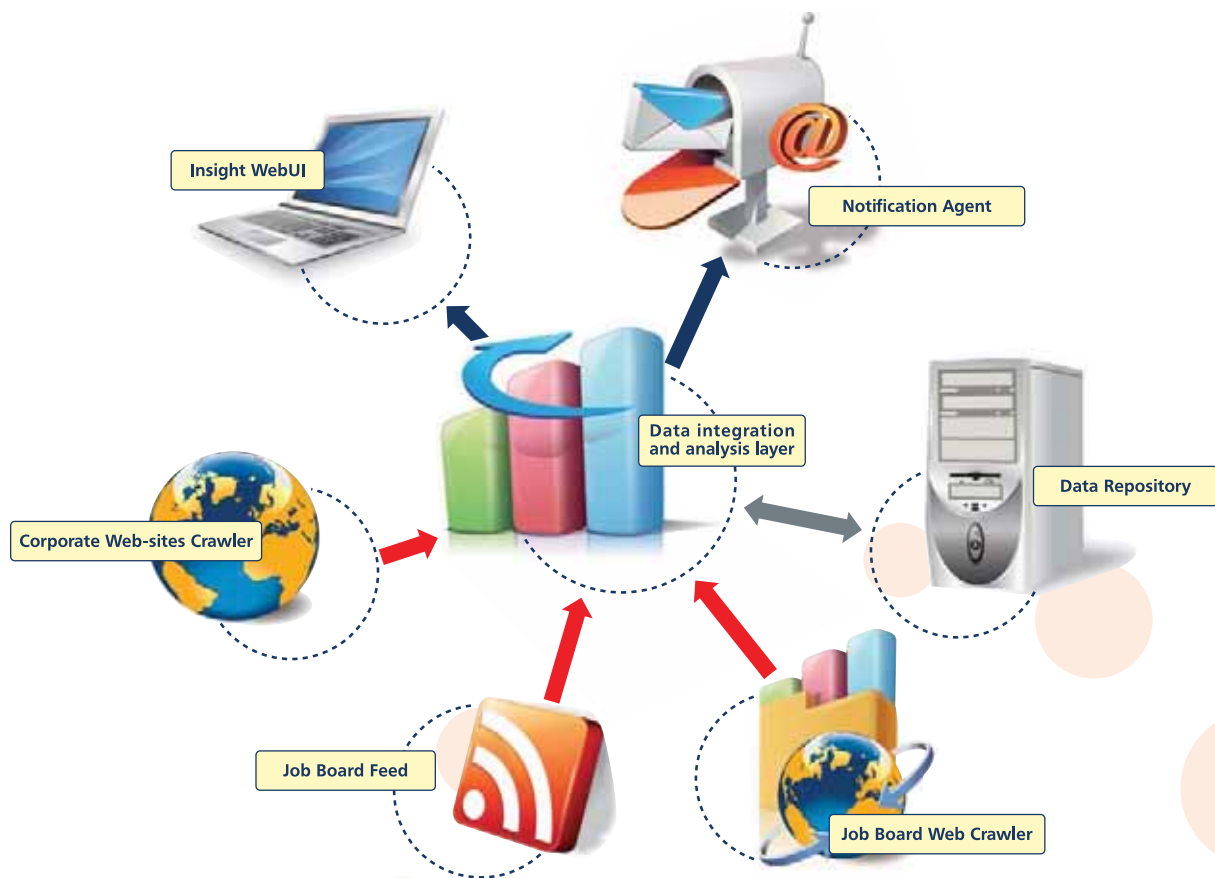 Insight WebUI
Notification Agent
Data integration
and analysis layer
Data Repository
Corporate Web-sites Crawler
Job Board Feed
Job Board Web Crawler